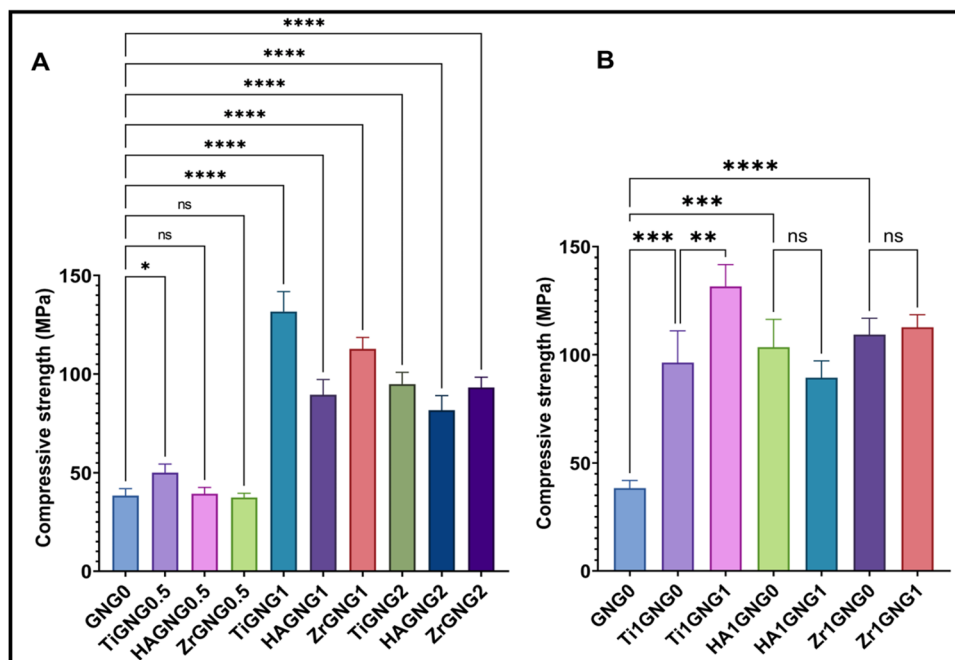 A
****
****
****
****
****
****
ns
ns
*
Compressive strength (MPa)
150
100
50
0
GNG0
TiGNG0.5
HAGNG0.5
ZrGNG0.5
TiGNG1
HAGNG1
ZrGNG1
TiGNG2
HAGNG2
ZrGNG2
B
****
***
*** ** ns ns
Compressive strength (MPa)
150
100
50
0
GNG0
Ti1GNG0
Ti1GNG1
HA1GNG0
HA1GNG1
Zr1GNG0
Zr1GNG1